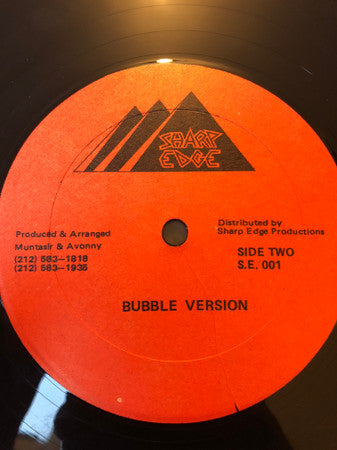 SHARP
EDGE
Produced & Arranged
Muntasir & Avonny
(212) 583-1818
(212) 583-1935
Distributed by
Sharp Edge Productions
SIDE TWO
S.E. 001
BUBBLE VERSION